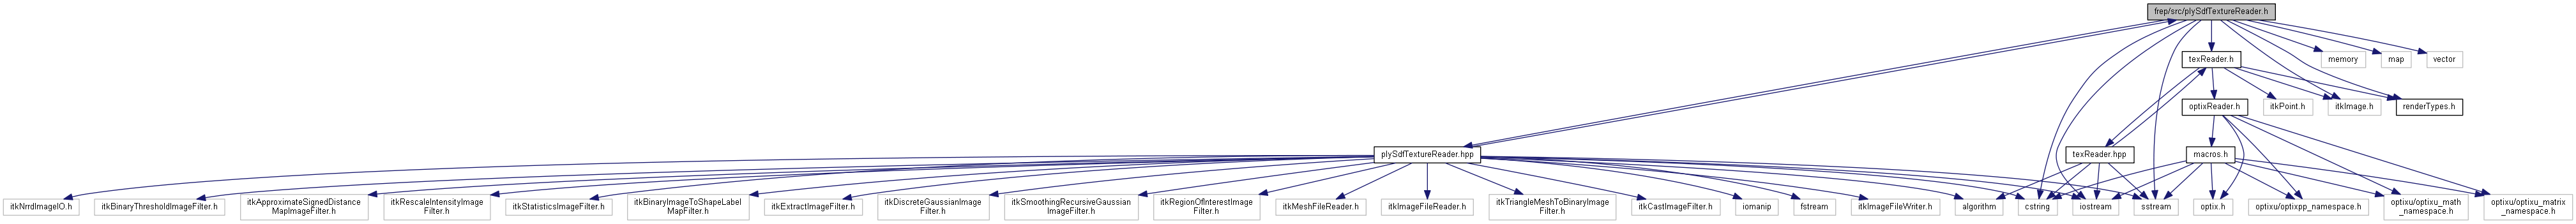 frep/src/plySdfTextureReader.h
texReader.h
memory
map
vector
optixReader.h
itkPoint.h
itkImage.h
renderTypes.h
plySdfTextureReader.hpp
texReader.hpp
macros.h
itkNrrdImageIO.h
itkBinaryThresholdImageFilter.h
itkApproximateSignedDistance
MapImageFilter.h
itkRescaleIntensityImage
Filter.h
itkStatisticsImageFilter.h
itkBinaryImageToShapeLabel
MapFilter.h
itkExtractImageFilter.h
itkDiscreteGaussianImage
Filter.h
itkSmoothingRecursiveGaussian
ImageFilter.h
itkRegionOfInterestImage
Filter.h
itkMeshFileReader.h
itkImageFileReader.h
itkTriangleMeshToBinaryImage
Filter.h
itkCastImageFilter.h
iomanip
fstream
itkImageFileWriter.h
algorithm
cstring
iostream
sstream
optix.h
optixu/optixpp_namespace.h
optixu/optixu_math
_namespace.h
optixu/optixu_matrix
_namespace.h